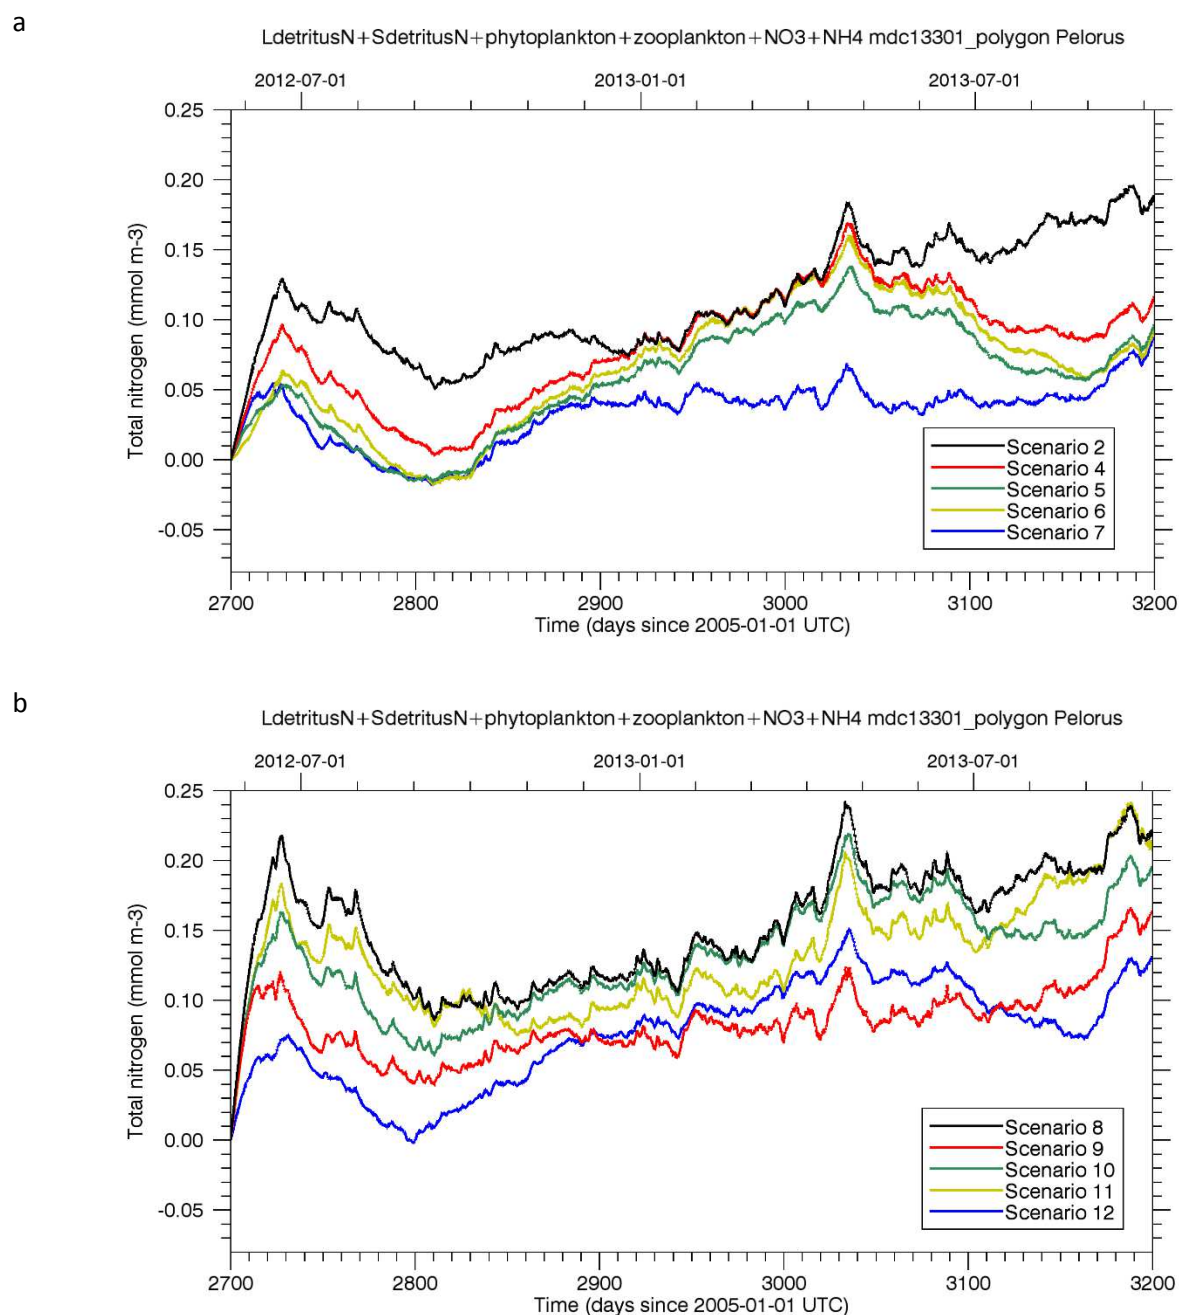 a
LdetritusN+SdetritusN+phytoplankton+zooplankton+NO3+NH4 mdc13301_polygon Pelorus
2012-07-01 2013-01-01 2013-07-01
0.25
0.20
0.15
0.10
0.05
0.00
-0.05
Total nitrogen (mmol m-3)
Scenario 2
Scenario 4
Scenario 5
Scenario 6
Scenario 7
2700 2800 2900 3000 3100 3200
Time (days since 2005-01-01 UTC)
b
LdetritusN+SdetritusN+phytoplankton+zooplankton+NO3+NH4 mdc13301_polygon Pelorus
2012-07-01 2013-01-01 2013-07-01
0.25
0.20
0.15
0.10
0.05
0.00
-0.05
Total nitrogen (mmol m-3)
Scenario 8
Scenario 9
Scenario 10
Scenario 11
Scenario 12
2700 2800 2900 3000 3100 3200
Time (days since 2005-01-01 UTC)